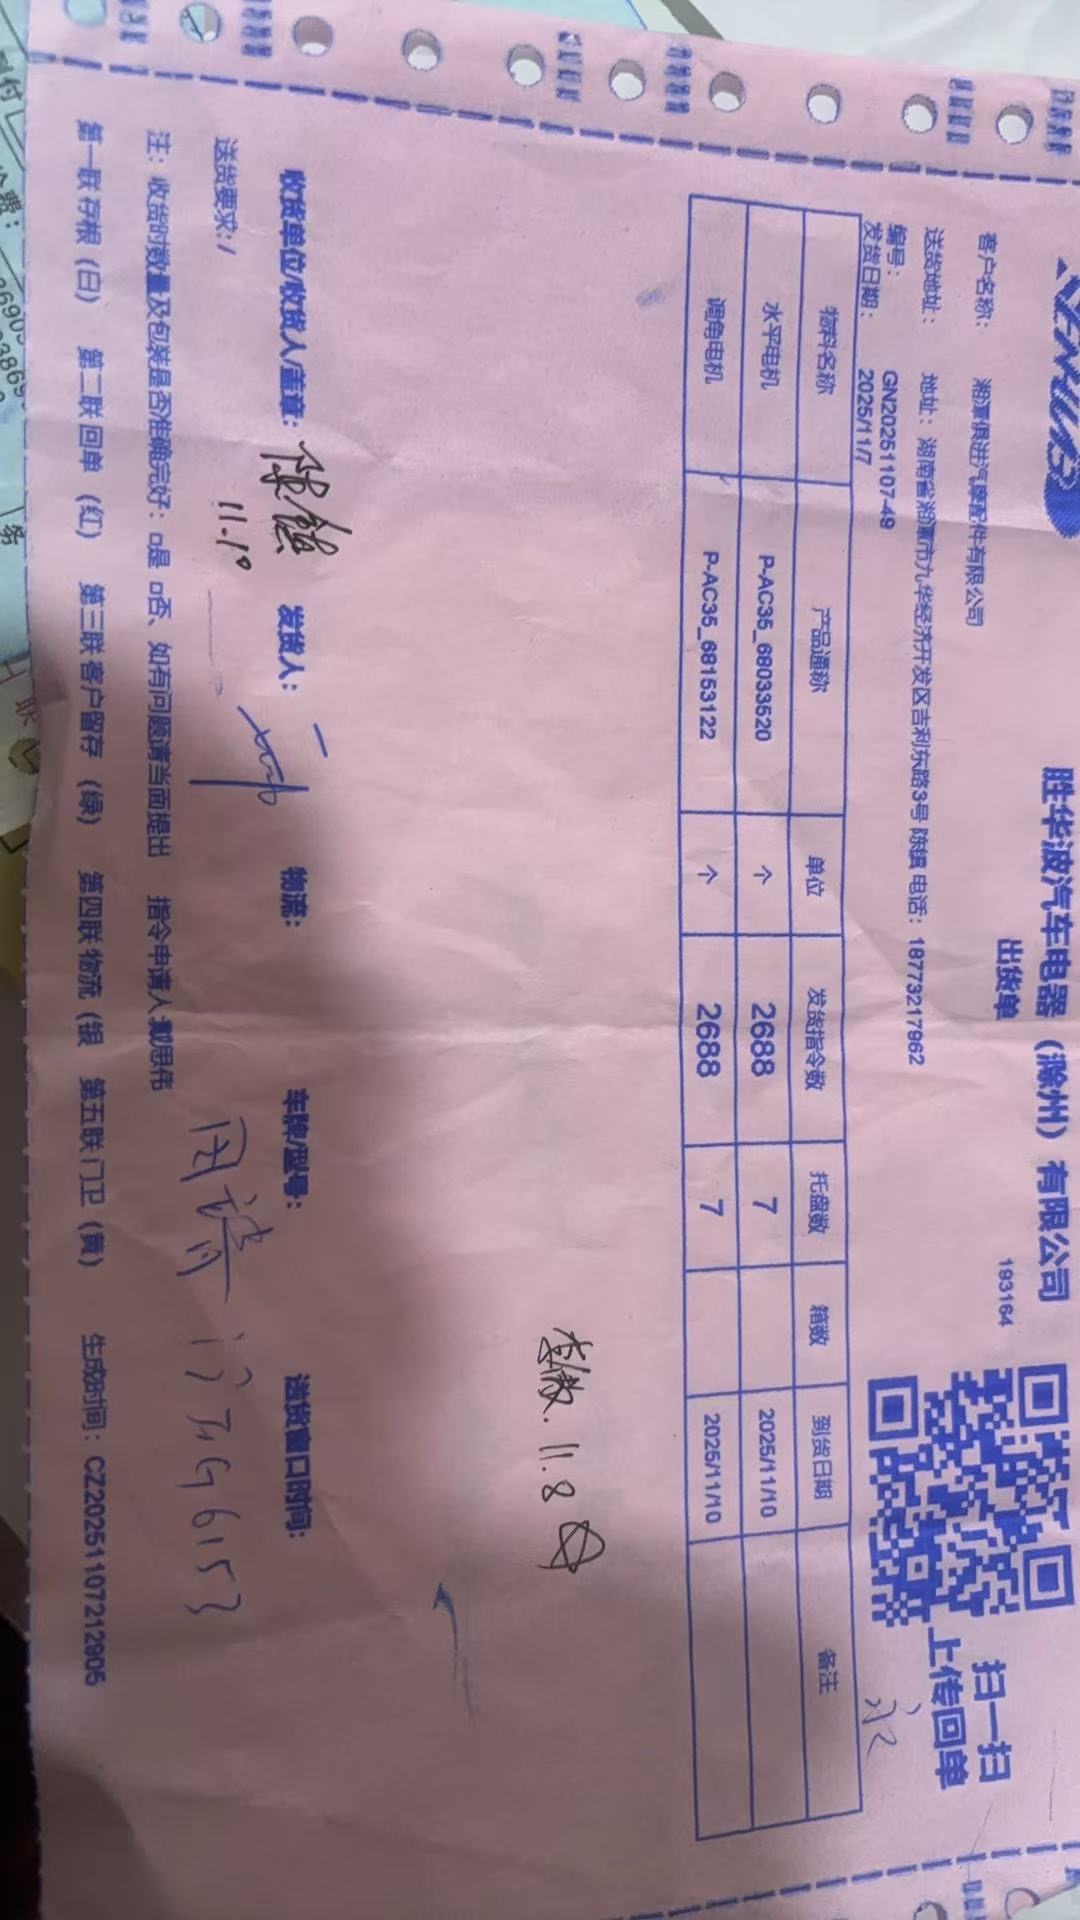 胜华波汽车电器（滁州）有限公司
出货单
193164
扫一扫
上传回单
客户名称： 湘潭俱进汽摩配件有限公司
送货地址： 地址：湖南省湘潭市九华经济开发区吉利东路3号 陈镇 电话：18773217962
编号： GN20251107-49
发货日期： 2025/11/7
物料名称 产品通称 单位 发货指令数 托盘数 箱数 到货日期 备注
水平电机 P-AC35_68033520 个 2688 7 2025/11/10
调角电机 P-AC35_68153122 个 2688 7 2025/11/10
11.8
收货单位/收货人/盖章： 陈镇 发货人： 物流： 车牌/型号： 送货窗口时间：
11.10
送货要求：/
G6153
注：收货时数量及包装是否准确完好：□是 □否、如有问题请当面提出 指令申请人:戴思伟
第一联存根（白） 第二联回单（红） 第三联客户留存（绿） 第四联物流（银 第五联门卫（黄） 生成时间：CZ20251107212905